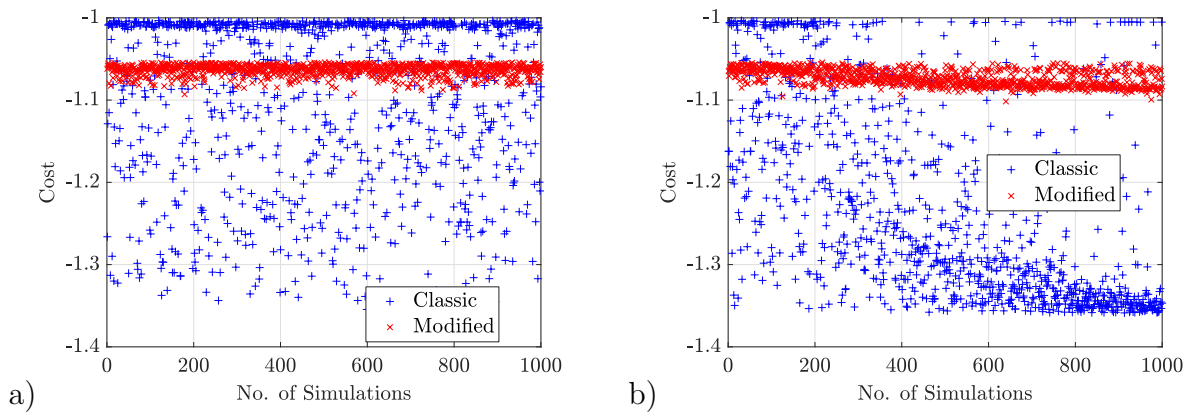 -1
-1.1
-1.2
-1.3
-1.4
Cost
0 200 400 600 800 1000
No. of Simulations
Classic
Modified
a)
-1
-1.1
-1.2
-1.3
-1.4
Cost
0 200 400 600 800 1000
No. of Simulations
Classic
Modified
b)